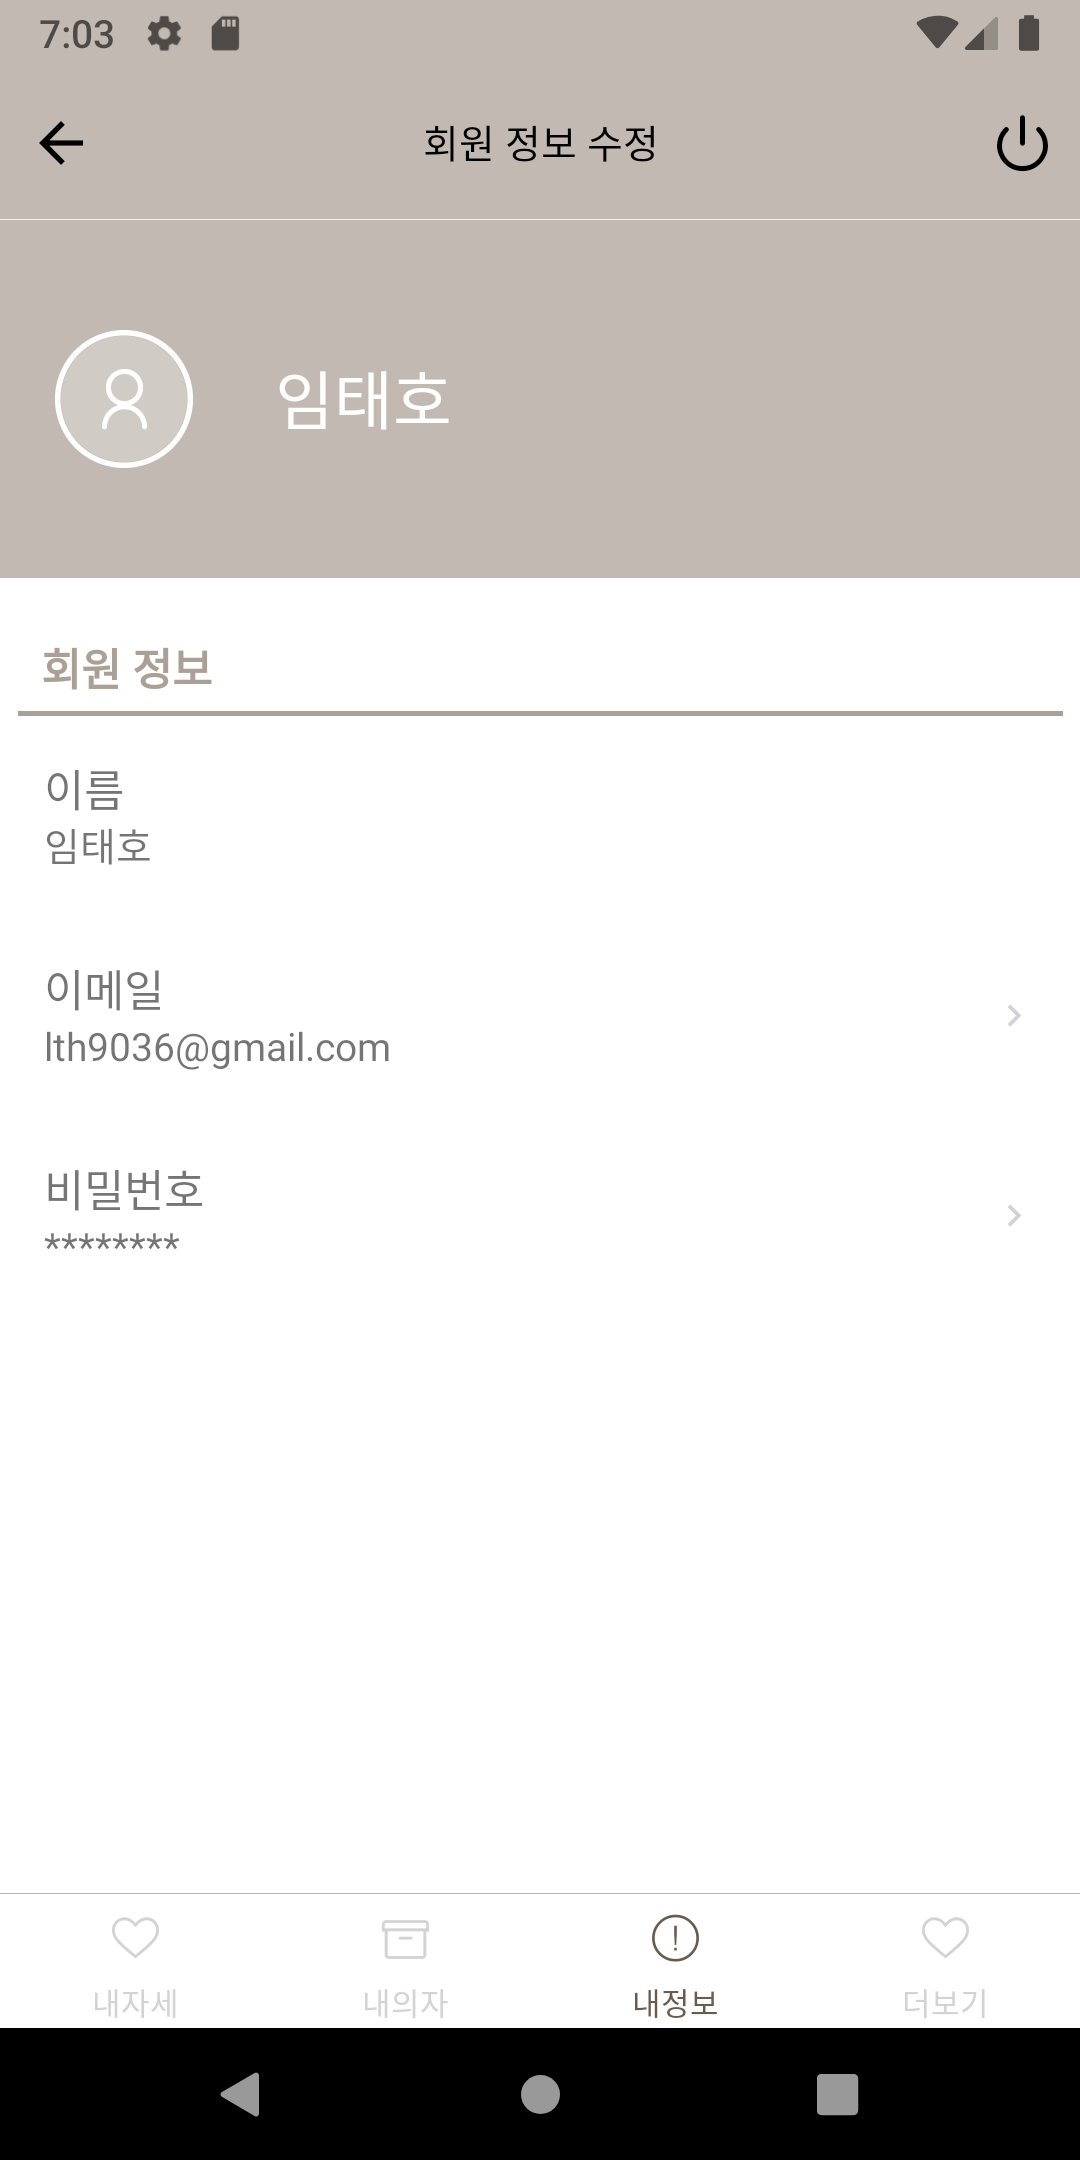 7:03
회원 정보 수정
임태호
회원 정보
이름
임태호
이메일
lth9036@gmail.com
비밀번호
********
내자세
내의자
내정보
더보기